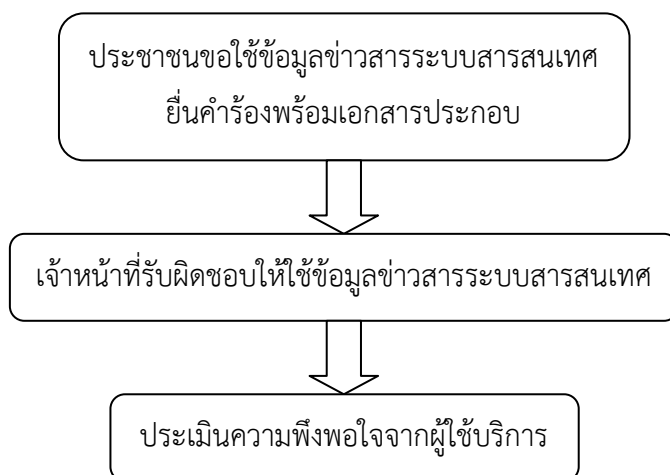 ประชาชนขอใช้ข้อมูลข่าวสารระบบสารสนเทศ
ยื่นคำร้องพร้อมเอกสารประกอบ
เจ้าหน้าที่รับผิดชอบให้ใช้ข้อมูลข่าวสารระบบสารสนเทศ
ประเมินความพึงพอใจจากผู้ใช้บริการ